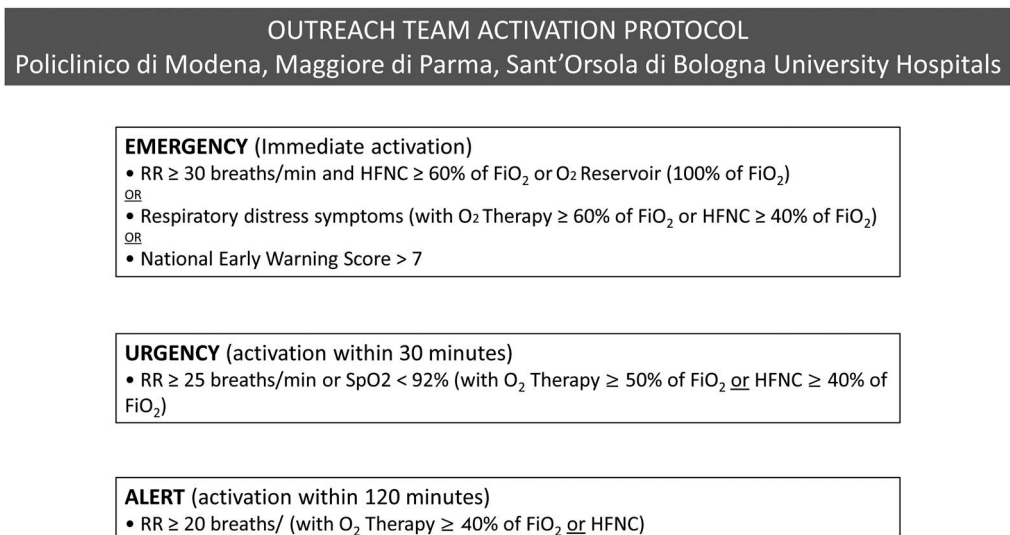 OUTREACH TEAM ACTIVATION PROTOCOL
Policlinico di Modena, Maggiore di Parma, Sant’Orsola di Bologna University Hospitals
EMERGENCY (Immediate activation)
• RR ≥ 30 breaths/min and HFNC ≥ 60% of FiO₂ or O2 Reservoir (100% of FiO₂)
OR
• Respiratory distress symptoms (with O2 Therapy ≥ 60% of FiO₂ or HFNC ≥ 40% of FiO₂)
OR
• National Early Warning Score > 7
URGENCY (activation within 30 minutes)
• RR ≥ 25 breaths/min or SpO2 < 92% (with O₂ Therapy ≥ 50% of FiO₂ or HFNC ≥ 40% of
FiO₂)
ALERT (activation within 120 minutes)
• RR ≥ 20 breaths/ (with O₂ Therapy ≥ 40% of FiO₂ or HFNC)